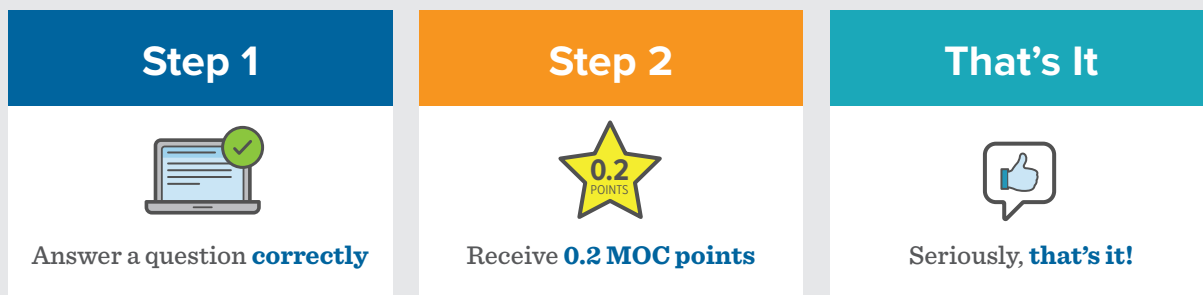 Step 1
Answer a question correctly
Step 2
0.2
POINTS
Receive 0.2 MOC points
That's It
Seriously, that's it!